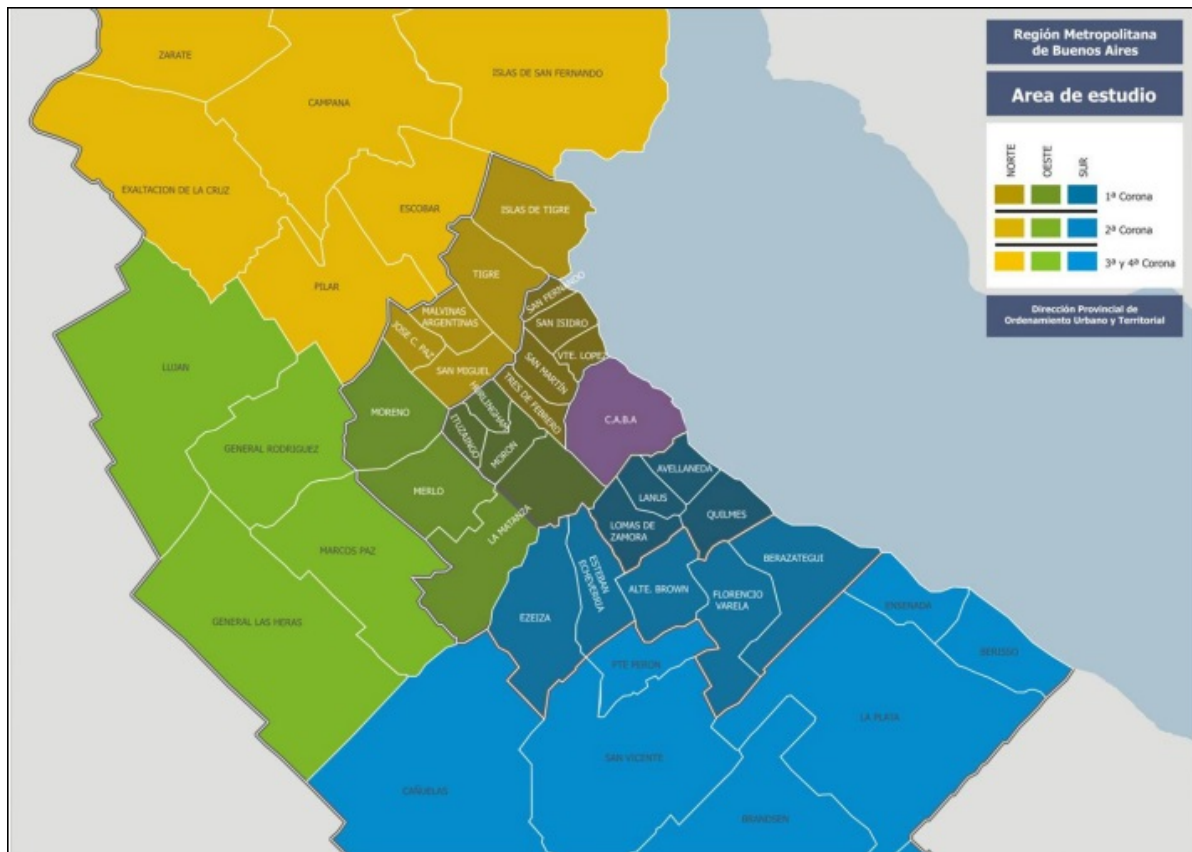 Región Metropolitana
de Buenos Aires
Area de estudio
NORTE
OESTE
SUR
1ª Corona
2ª Corona
3ª y 4ª Corona
Dirección Provincial de
Ordenamiento Urbano y Territorial
ZARATE
ISLAS DE SAN FERNANDO
CAMPANA
EXALTACION DE LA CRUZ
ESCOBAR
ISLAS DE TIGRE
TIGRE
PILAR
SAN FERNANDO
MALVINAS
ARGENTINAS
SAN ISIDRO
JOSE C. PAZ
VTE. LOPEZ
SAN MARTÍN
LUJAN
SAN MIGUEL
TRES DE FEBRERO
HURLINGHAM
MORENO
C.A.B.A
ITUZAINGO
GENERAL RODRIGUEZ
MORON
AVELLANEDA
MERLO
LANUS
QUILMES
LA MATANZA
LOMAS DE
ZAMORA
MARCOS PAZ
BERAZATEGUI
ESTEBAN
ECHEVERRIA
ALTE. BROWN
FLORENCIO
VARELA
ENSENADA
EZEIZA
GENERAL LAS HERAS
BERISSO
PTE PERON
LA PLATA
SAN VICENTE
CAÑUELAS
BRANDSEN